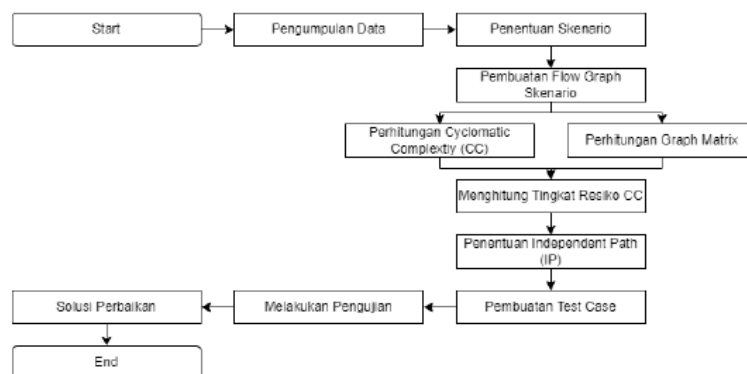 Start
Pengumpulan Data
Penentuan Skenario
Pembuatan Flow Graph
Skenario
Perhitungan Cyclomatic
Complextiy (CC)
Perhitungan Graph Matrix
Menghitung Tingkat Resiko CC
Penentuan Independent Path
(IP)
Pembuatan Test Case
Melakukan Pengujian
Solusi Perbaikan
End